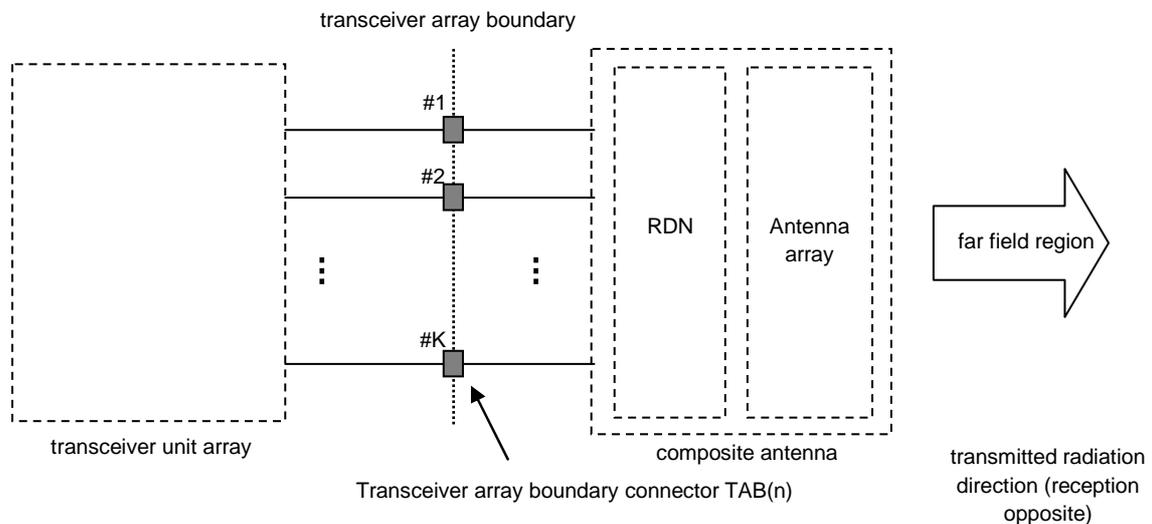 transceiver array boundary
#1
#2
#K
RDN
Antenna
array
far field region
transceiver unit array
composite antenna
Transceiver array boundary connector TAB(n)
transmitted radiation
direction (reception
opposite)